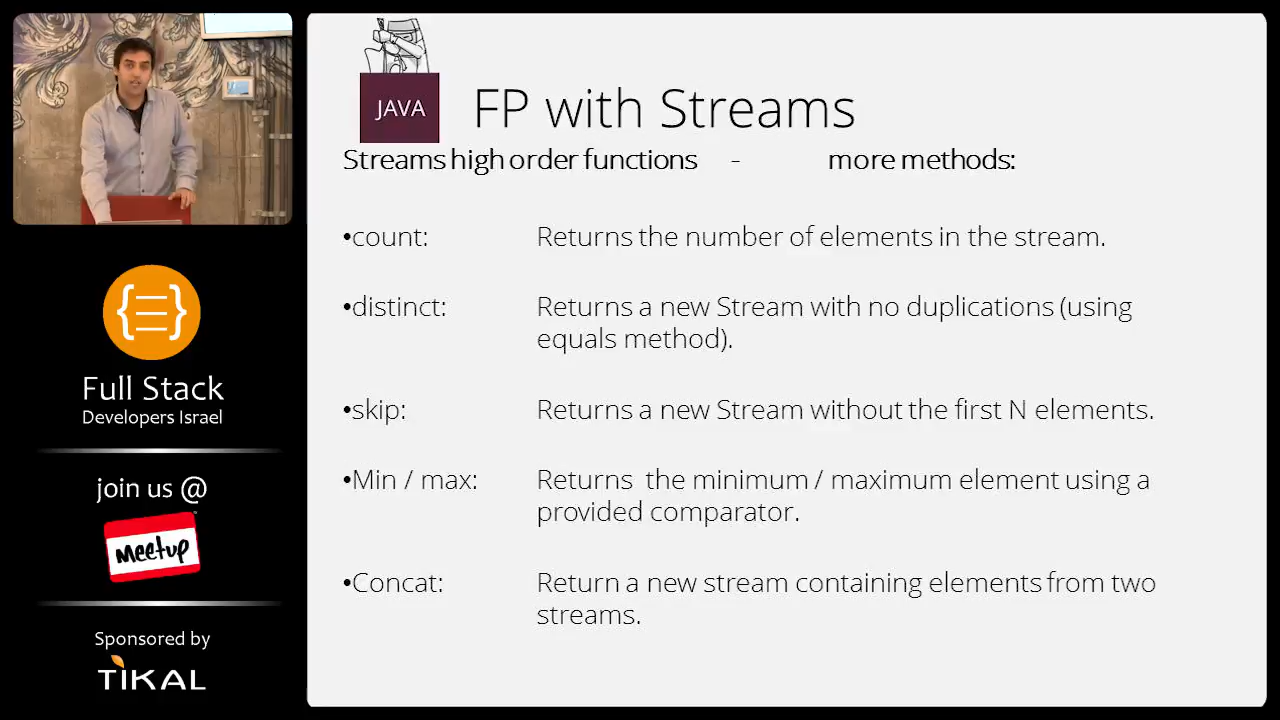 JAVA
FP with Streams
Streams high order functions - more methods:
•count: Returns the number of elements in the stream.
•distinct: Returns a new Stream with no duplications (using
equals method).
•skip: Returns a new Stream without the first N elements.
•Min / max: Returns the minimum / maximum element using a
provided comparator.
•Concat: Return a new stream containing elements from two
streams.
{ }
Full Stack
Developers Israel
join us @
Meetup
Sponsored by
TIKAL